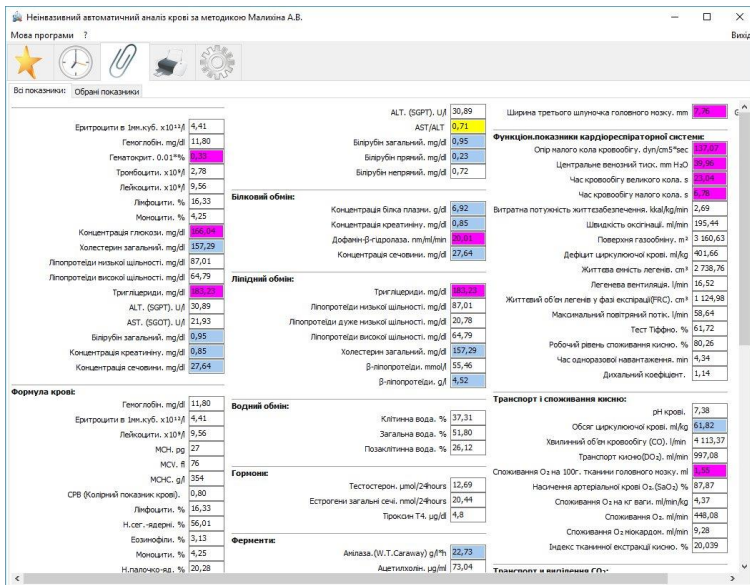 Неінвазивний автоматичний аналіз крові за методикою Малихіна А.В.
Мова програми ?
Вихід
Всі показники: Обрані показники
Еритроцити в 1мм.куб. x10¹²/l 4,41
Гемоглобін. mg/dl 11,80
Гематокрит. 0.01*% 0,33
Тромбоцити. x10⁹/l 2,78
Лейкоцити. x10⁹/l 9,56
Лімфоцити. % 16,33
Моноцити. % 4,25
Концентрація глюкози. mg/dl 166,04
Холестерин загальний. mg/dl 157,29
Ліпопротеїди низької щільності. mg/dl 87,01
Ліпопротеїди високої щільності. mg/dl 64,79
Тригліцериди. mg/dl 183,23
ALT. (SGPT). U/l 30,89
AST. (SGOT). U/l 21,93
Білірубін загальний. mg/dl 0,95
Концентрація креатиніну. mg/dl 0,85
Концентрація сечовини. mg/dl 27,64
Формула крові:
Гемоглобін. mg/dl 11,80
Еритроцити в 1мм.куб. x10¹²/l 4,41
Лейкоцити. x10⁹/l 9,56
MCH. pg 27
MCV. fl 76
MCHC. g/l 354
CPB (Колірний показник крові). 0,80
Лімфоцити. % 16,33
Н.сег.-ядерні. % 56,01
Еозинофіли. % 3,13
Моноцити. % 4,25
Н.палочко-яд. % 20,28
ALT. (SGPT). U/l 30,89
AST/ALT 0,71
Білірубін загальний. mg/dl 0,95
Білірубін прямий. mg/dl 0,23
Білірубін непрямий. mg/dl 0,72
Білковий обмін:
Концентрація білка плазми. g/dl 6,92
Концентрація креатиніну. mg/dl 0,85
Дофамін-β-гідролаза. nm/ml/min 20,01
Концентрація сечовини. mg/dl 27,64
Ліпідний обмін:
Тригліцериди. mg/dl 183,23
Ліпопротеїди низької щільності. mg/dl 87,01
Ліпопротеїди дуже низької щільності. mg/dl 20,78
Ліпопротеїди високої щільності. mg/dl 64,79
Холестерин загальний. mg/dl 157,29
β-ліпопротеїди. mmol/l 55,46
β-ліпопротеїди. g/l 4,52
Водний обмін:
Клітинна вода. % 37,31
Загальна вода. % 51,80
Позаклітинна вода. % 26,12
Гормони:
Тестостерон. μmol/24hours 12,69
Естрогени загальні сечі. nmol/24hours 20,44
Тіроксин Т4. μg/dl 4,8
Ферменти:
Амілаза.(W.T.Caraway) g/l*h 22,73
Ацетилхолін. μg/ml 73,04
Ширина третього шлуночка головного мозку. mm 7,76
Функціон.показники кардіореспіраторної системи:
Опір малого кола кровообігу. dyn/cm5*sec 137,07
Центральне венозний тиск. mm H₂O 39,96
Час кровообігу великого кола. s 23,04
Час кровообігу малого кола. s 6,76
Витратна потужність життєзабезпечення. kkal/kg/min 2,69
Швидкість оксігінації. ml/min 195,44
Поверхня газообміну. m² 3 160,63
Дефіцит циркулюючої крові. ml/kg 401,66
Життєва ємність легенів. cm³ 2 738,76
Легенева вентиляція. l/min 16,52
Життєвий об'єм легенів у фазі експірації(FRC). cm³ 1 124,98
Максимальний повітряний потік. l/min 58,64
Тест Тіффно. % 61,72
Робочий рівень споживання кисню. % 80,26
Час одноразового навантаження. min 4,34
Дихальний коефіцієнт. 1,14
Транспорт і споживання кисню:
pH крові. 7,38
Обсяг циркулюючої крові. ml/kg 61,82
Хвилинний об'єм кровообігу (CO). l/min 4 113,37
Транспорт кисню(DO₂). ml/min 997,08
Споживання O₂ на 100г. тканини головного мозку. ml 1,55
Насичення артеріальної крові O₂.(SaO₂) % 87,87
Споживання O₂ на кг ваги. ml/min/kg 4,37
Споживання O₂. ml/min 448,08
Споживання O₂ міокардом. ml/min 9,28
Індекс тканинної екстракції кисню. % 20,039
Транспорт и виділення CO₂: